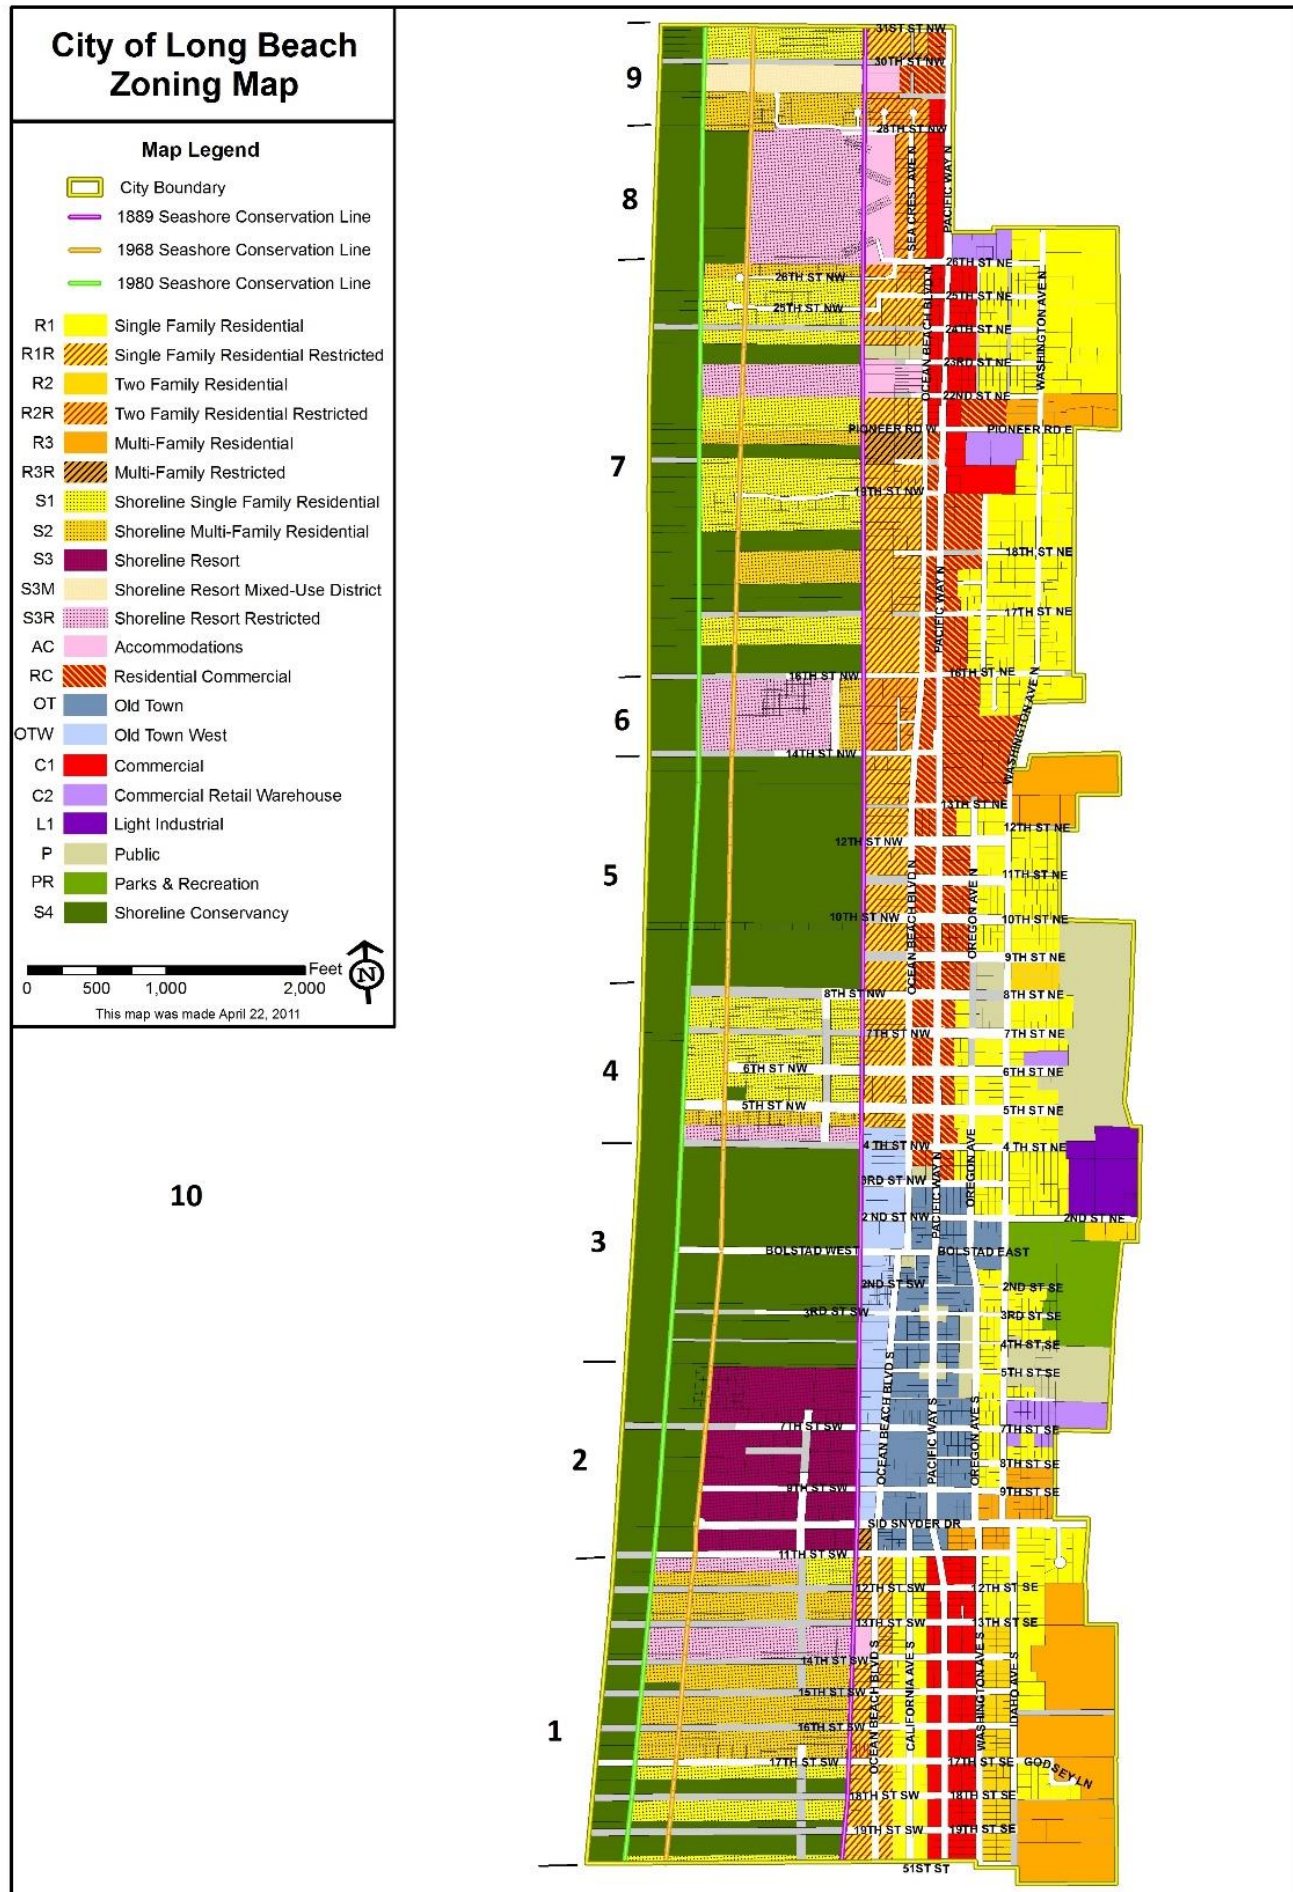 City of Long Beach
Zoning Map
Map Legend
City Boundary
1889 Seashore Conservation Line
1968 Seashore Conservation Line
1980 Seashore Conservation Line
R1 Single Family Residential
R1R Single Family Residential Restricted
R2 Two Family Residential
R2R Two Family Residential Restricted
R3 Multi-Family Residential
R3R Multi-Family Restricted
S1 Shoreline Single Family Residential
S2 Shoreline Multi-Family Residential
S3 Shoreline Resort
S3M Shoreline Resort Mixed-Use District
S3R Shoreline Resort Restricted
AC Accommodations
RC Residential Commercial
OT Old Town
OTW Old Town West
C1 Commercial
C2 Commercial Retail Warehouse
L1 Light Industrial
P Public
PR Parks & Recreation
S4 Shoreline Conservancy
Feet
N
0 500 1,000 2,000
This map was made April 22, 2011
31ST ST NW
30TH ST NW
9
28TH ST NW
8
SEA CREST AVE N
PACIFIC WAY N
26TH ST NE
26TH ST NW
25TH ST NE
25TH ST NW
OCEAN BEACH BLVD N
WASHINGTON AVE N
24TH ST NE
23RD ST NE
22ND ST NE
PIONEER RD W
PIONEER RD E
7
19TH ST NW
18TH ST NE
PACIFIC WAY N
17TH ST NE
16TH ST NW
16TH ST NE
6
WASHINGTON AVE N
14TH ST NW
13TH ST NE
12TH ST NE
12TH ST NW
5
11TH ST NE
OCEAN BEACH BLVD N
OREGON AVE N
10TH ST NW
10TH ST NE
9TH ST NE
8TH ST NW
8TH ST NE
7TH ST NW
7TH ST NE
4
6TH ST NW
6TH ST NE
5TH ST NW
5TH ST NE
4 TH ST NW
4 TH ST NE
OREGON AVE
PACIFIC WAY N
3RD ST NW
10
2 ND ST NW
2ND ST NE
3
BOLSTAD WEST
BOLSTAD EAST
2ND ST SW
2ND ST SE
3RD ST SW
3RD ST SE
4TH ST SE
5TH ST SE
OCEAN BEACH BLVD S
PACIFIC WAY S
OREGON AVE S
7TH ST SW
7TH ST SE
2
8TH ST SE
9TH ST SW
9TH ST SE
SID SNYDER DR
11TH ST SW
12TH ST SW
12TH ST SE
13TH ST SW
13TH ST SE
OCEAN BEACH BLVD S
CALIFORNIA AVE S
WASHINGTON AVE S
IDAHO AVE S
14TH ST SW
15TH ST SW
1
16TH ST SW
17TH ST SW
17TH ST SE
GODSEY LN
18TH ST SW
18TH ST SE
19TH ST SW
19TH ST SE
51ST ST